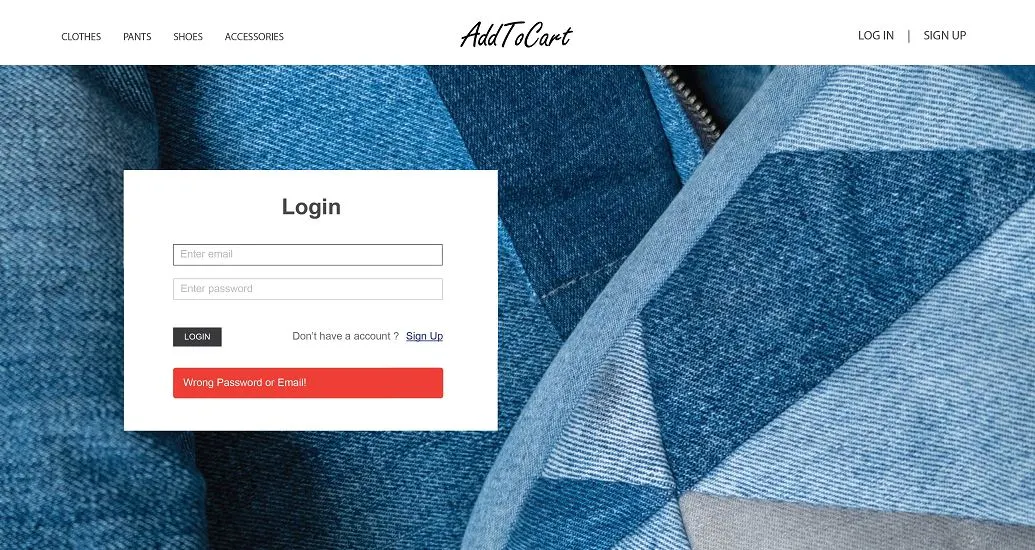 CLOTHES PANTS SHOES ACCESSORIES AddToCart LOG IN | SIGN UP
Login
Enter email
Enter password
LOGIN Don't have a account ? Sign Up
Wrong Password or Email!